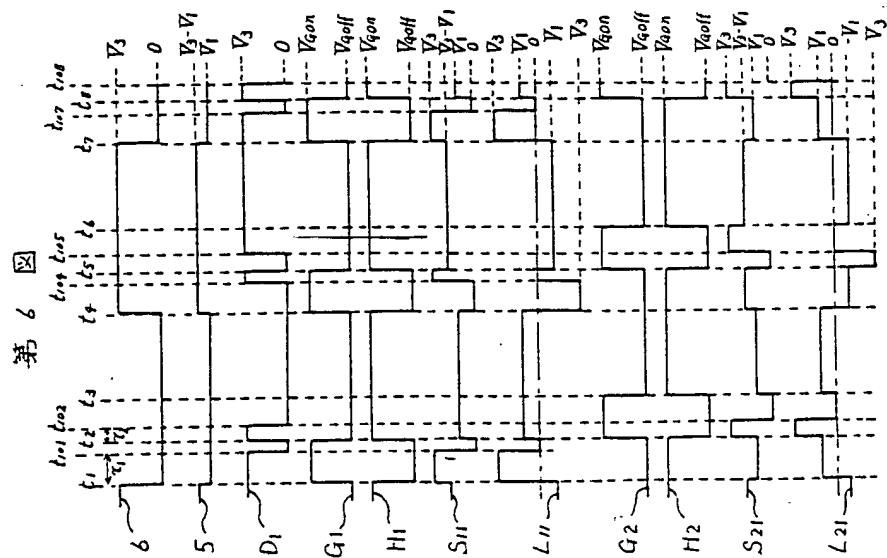 第 6 図
t1 t101 t2 t102 t3 t4 t104 t5 t105 t6 t7 t107 t81 t108
τ1 τ2
6
V3
0
5
V3-V1
V1
D1
V3
0
G1
VGon
VGoff
H1
VGon
VGoff
S11
V3
V3-V1
V1
0
L11
V3
V1
0
V1
V3
G2
VGon
VGoff
H2
VGon
VGoff
S21
V3
V3-V1
0
L21
V3
V1
0
-V1
V3